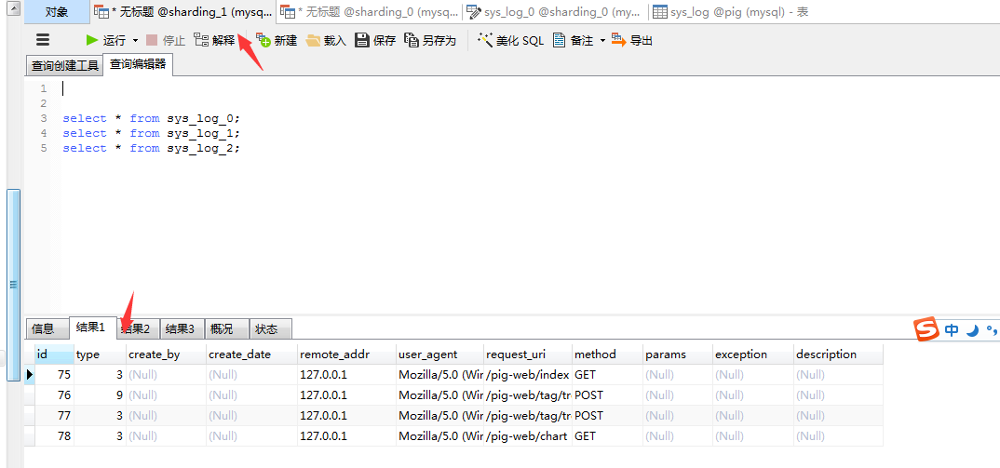 对象 * 无标题 @sharding_1 (mysq... * 无标题 @sharding_0 (mysq... sys_log_0 @sharding_0 (my... sys_log @pig (mysql) - 表
运行 停止 解释 新建 载入 保存 另存为 美化 SQL 备注 导出
查询创建工具 查询编辑器
1
2
3 select * from sys_log_0;
4 select * from sys_log_1;
5 select * from sys_log_2;
信息 结果1 结果2 结果3 概况 状态
S 中
id type create_by create_date remote_addr user_agent request_uri method params exception description
75 3 (Null) (Null) 127.0.0.1 Mozilla/5.0 (Wir /pig-web/index GET (Null) (Null) (Null)
76 9 (Null) (Null) 127.0.0.1 Mozilla/5.0 (Wir /pig-web/tag/tr POST (Null) (Null) (Null)
77 3 (Null) (Null) 127.0.0.1 Mozilla/5.0 (Wir /pig-web/tag/tr POST (Null) (Null) (Null)
78 3 (Null) (Null) 127.0.0.1 Mozilla/5.0 (Wir /pig-web/chart GET (Null) (Null) (Null)